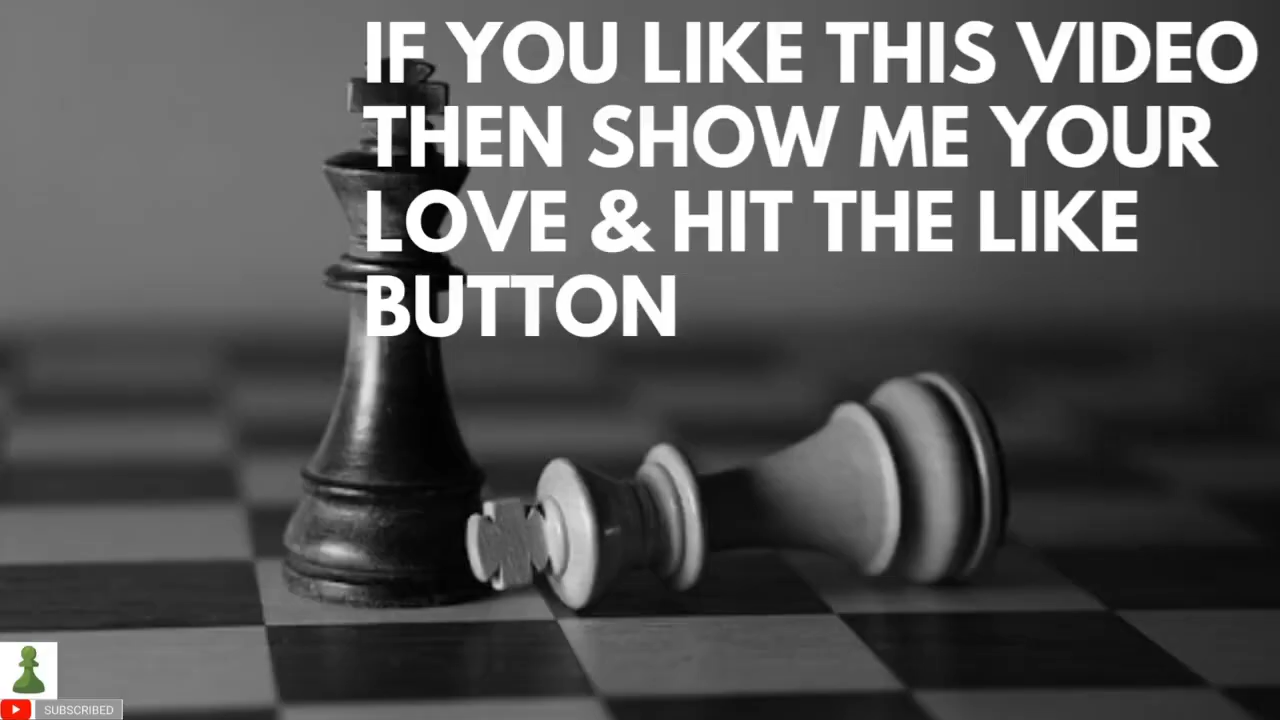 IF YOU LIKE THIS VIDEO
THEN SHOW ME YOUR
LOVE & HIT THE LIKE
BUTTON
SUBSCRIBED